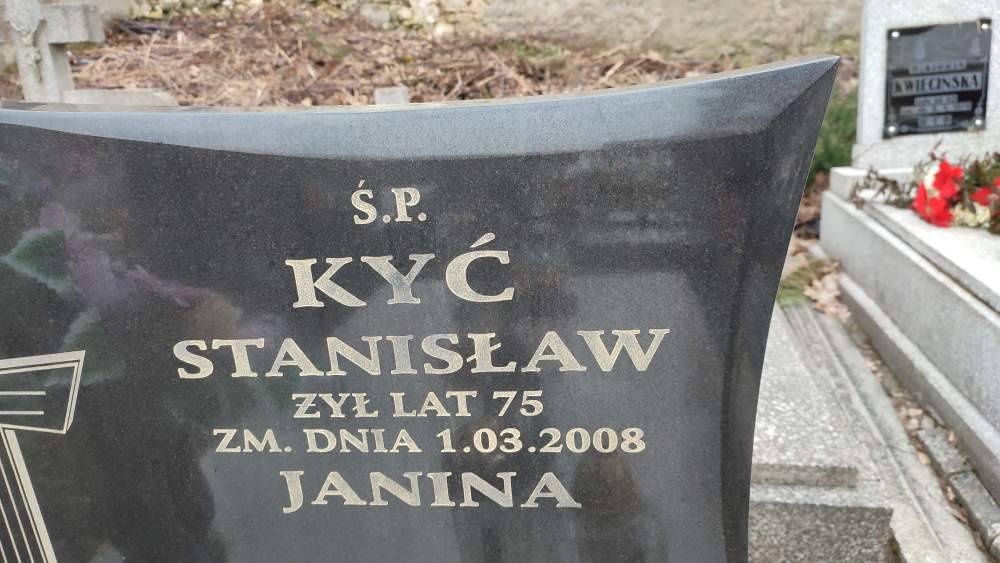 Ś.P.
KYĆ
STANISŁAW
ŻYŁ LAT 75
ZM. DNIA 1.03.2008
JANINA
KWIECIŃSKA